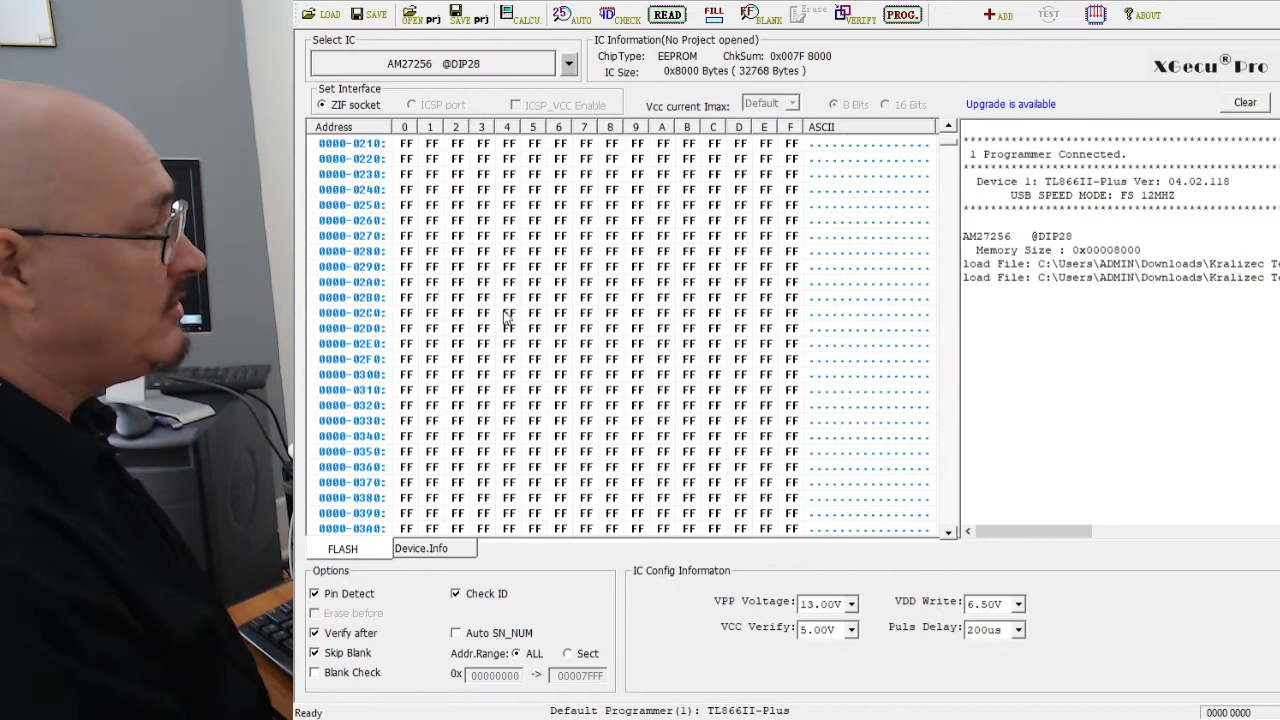 LOAD SAVE OPEN prj SAVE prj CALCU. 25 AUTO ID CHECK READ FILL FF BLANK Erase VERIFY PROG. ADD TEST ABOUT
Select IC
AM27256 @DIP28
IC Information(No Project opened)
ChipType: EEPROM ChkSum: 0x007F 8000
IC Size: 0x8000 Bytes ( 32768 Bytes )
XGecu® Pro
Set Interface
ZIF socket ICSP port ICSP_VCC Enable Vcc current Imax: Default 8 Bits 16 Bits Upgrade is available Clear
Address 0 1 2 3 4 5 6 7 8 9 A B C D E F ASCII
0000-0210: FF FF FF FF FF FF FF FF FF FF FF FF FF FF FF FF ................
0000-0220: FF FF FF FF FF FF FF FF FF FF FF FF FF FF FF FF ................
0000-0230: FF FF FF FF FF FF FF FF FF FF FF FF FF FF FF FF ................
0000-0240: FF FF FF FF FF FF FF FF FF FF FF FF FF FF FF FF ................
0000-0250: FF FF FF FF FF FF FF FF FF FF FF FF FF FF FF FF ................
0000-0260: FF FF FF FF FF FF FF FF FF FF FF FF FF FF FF FF ................
0000-0270: FF FF FF FF FF FF FF FF FF FF FF FF FF FF FF FF ................
0000-0280: FF FF FF FF FF FF FF FF FF FF FF FF FF FF FF FF ................
0000-0290: FF FF FF FF FF FF FF FF FF FF FF FF FF FF FF FF ................
0000-02A0: FF FF FF FF FF FF FF FF FF FF FF FF FF FF FF FF ................
0000-02B0: FF FF FF FF FF FF FF FF FF FF FF FF FF FF FF FF ................
0000-02C0: FF FF FF FF FF FF FF FF FF FF FF FF FF FF FF FF ................
0000-02D0: FF FF FF FF FF FF FF FF FF FF FF FF FF FF FF FF ................
0000-02E0: FF FF FF FF FF FF FF FF FF FF FF FF FF FF FF FF ................
0000-02F0: FF FF FF FF FF FF FF FF FF FF FF FF FF FF FF FF ................
0000-0300: FF FF FF FF FF FF FF FF FF FF FF FF FF FF FF FF ................
0000-0310: FF FF FF FF FF FF FF FF FF FF FF FF FF FF FF FF ................
0000-0320: FF FF FF FF FF FF FF FF FF FF FF FF FF FF FF FF ................
0000-0330: FF FF FF FF FF FF FF FF FF FF FF FF FF FF FF FF ................
0000-0340: FF FF FF FF FF FF FF FF FF FF FF FF FF FF FF FF ................
0000-0350: FF FF FF FF FF FF FF FF FF FF FF FF FF FF FF FF ................
0000-0360: FF FF FF FF FF FF FF FF FF FF FF FF FF FF FF FF ................
0000-0370: FF FF FF FF FF FF FF FF FF FF FF FF FF FF FF FF ................
0000-0380: FF FF FF FF FF FF FF FF FF FF FF FF FF FF FF FF ................
0000-0390: FF FF FF FF FF FF FF FF FF FF FF FF FF FF FF FF ................
0000-03A0: FF FF FF FF FF FF FF FF FF FF FF FF FF FF FF FF ................
1 Programmer Connected.
Device 1: TL866II-Plus Ver: 04.02.118
USB SPEED MODE: FS 12MHZ
AM27256 @DIP28
Memory Size : 0x00008000
load File: C:\Users\ADMIN\Downloads\Kralizec T
load File: C:\Users\ADMIN\Downloads\Kralizec T
FLASH Device.Info
Options
Pin Detect Check ID
Erase before
Verify after Auto SN_NUM
Skip Blank Addr.Range: ALL Sect
Blank Check 0x 00000000 -> 00007FFF
IC Config Informaton
VPP Voltage: 13.00V VDD Write: 6.50V
VCC Verify: 5.00V Puls Delay: 200us
Ready Default Programmer(1): TL866II-Plus 0000 0000